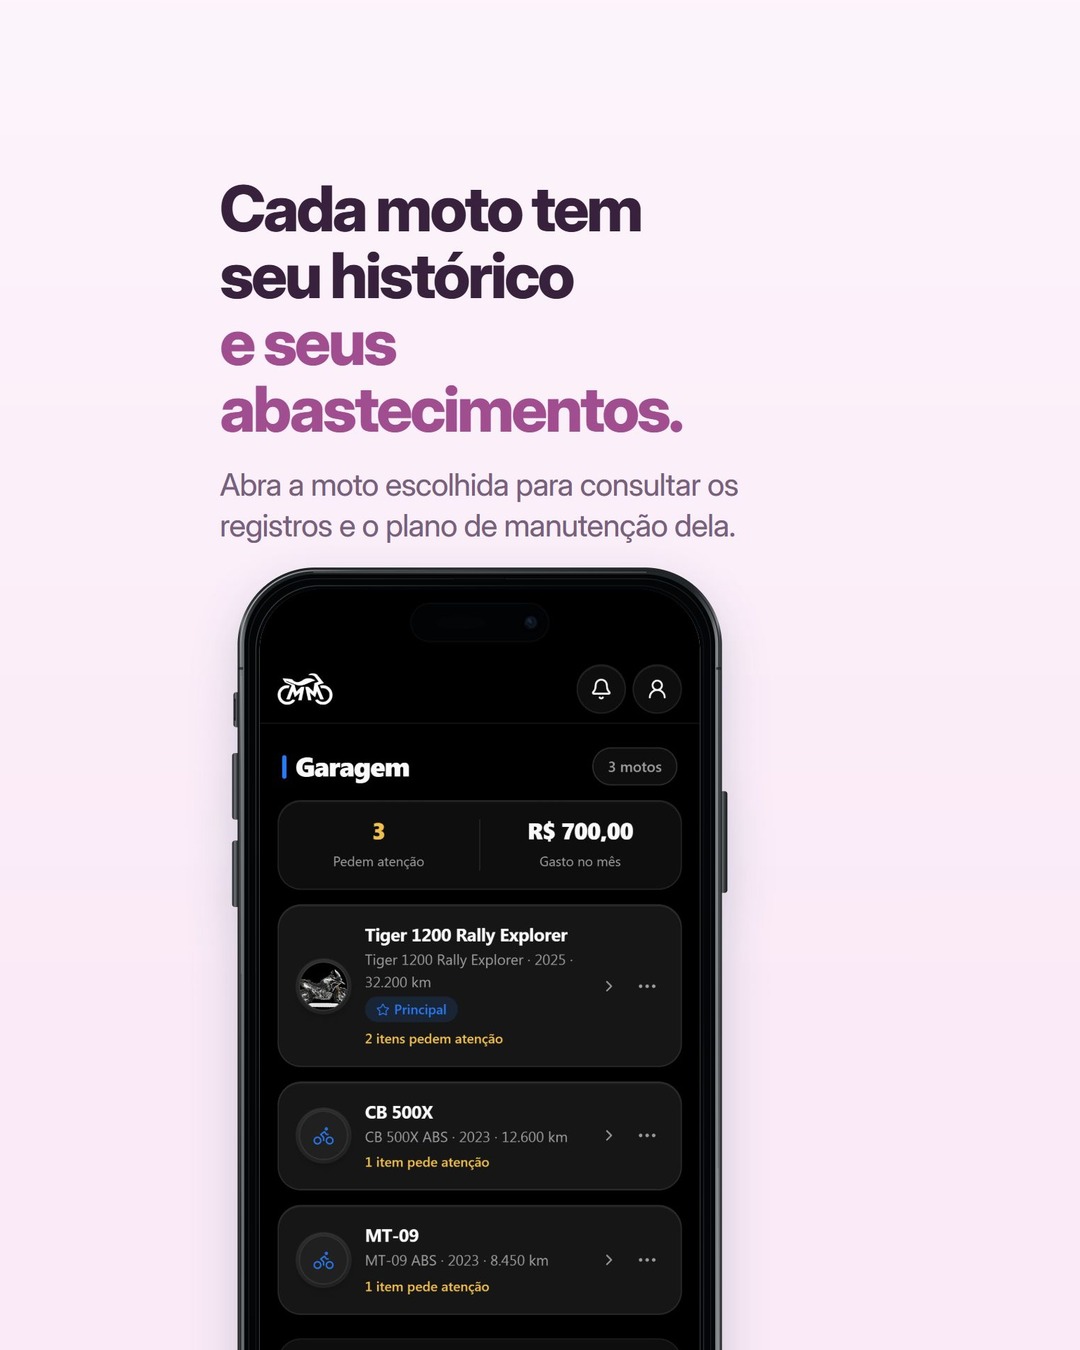 Cada moto tem
seu histórico
e seus
abastecimentos.
Abra a moto escolhida para consultar os
registros e o plano de manutenção dela.
MM
Garagem
3 motos
3
Pedem atenção
R$ 700,00
Gasto no mês
Tiger 1200 Rally Explorer
Tiger 1200 Rally Explorer · 2025 ·
32.200 km
Principal
2 itens pedem atenção
CB 500X
CB 500X ABS · 2023 · 12.600 km
1 item pede atenção
MT-09
MT-09 ABS · 2023 · 8.450 km
1 item pede atenção